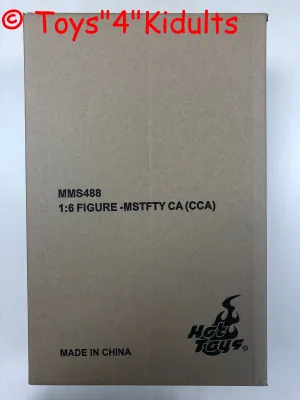 © Toys"4"Kidults
MMS488
1:6 FIGURE -MSTFTY CA (CCA)
Hot
Toys®
MADE IN CHINA